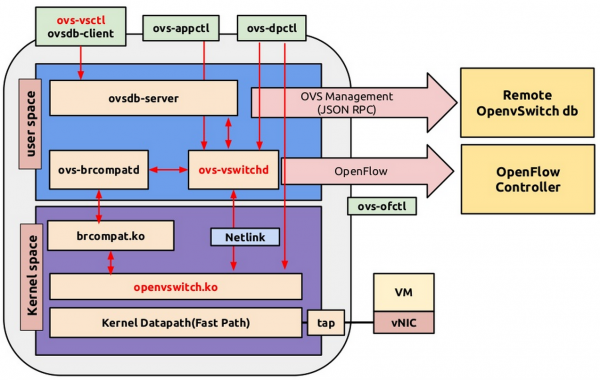 ovs-vsctl
ovsdb-client
ovs-appctl
ovs-dpctl
user space
ovsdb-server
OVS Management
(JSON RPC)
Remote
OpenvSwitch db
ovs-brcompatd
ovs-vswitchd
OpenFlow
OpenFlow
Controller
ovs-ofctl
Kernel space
brcompat.ko
Netlink
openvswitch.ko
Kernel Datapath(Fast Path)
tap
VM
vNIC